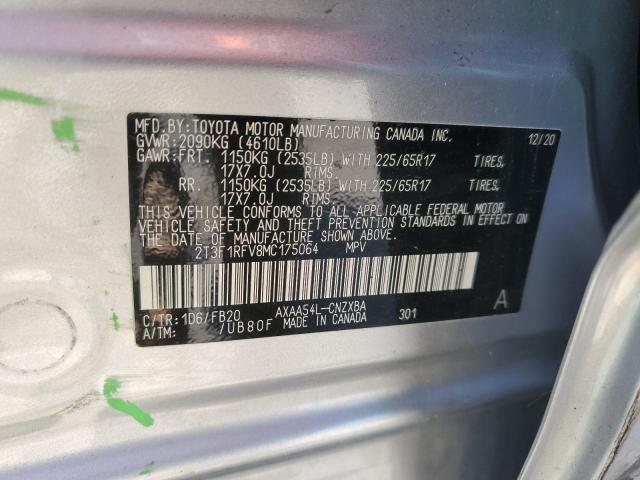 MFD.BY:TOYOTA MOTOR MANUFACTURING CANADA INC. 12/20
GVWR:2090KG (4610LB)
GAWR:FRT. 1150KG (2535LB) WITH 225/65R17 TIRES,
17X7.0J RIMS.
RR. 1150KG (2535LB) WITH 225/65R17 TIRES,
17X7.0J RIMS.
THIS VEHICLE CONFORMS TO ALL APPLICABLE FEDERAL MOTOR
VEHICLE SAFETY AND THEFT PREVENTION STANDARDS IN EFFECT ON
THE DATE OF MANUFACTURE SHOWN ABOVE.
2T3F1RFV8MC175064 MPV
C/TR:1D6/FB20 AXAA54L-CNZXBA 301 A
A/TM: /UB80F MADE IN CANADA